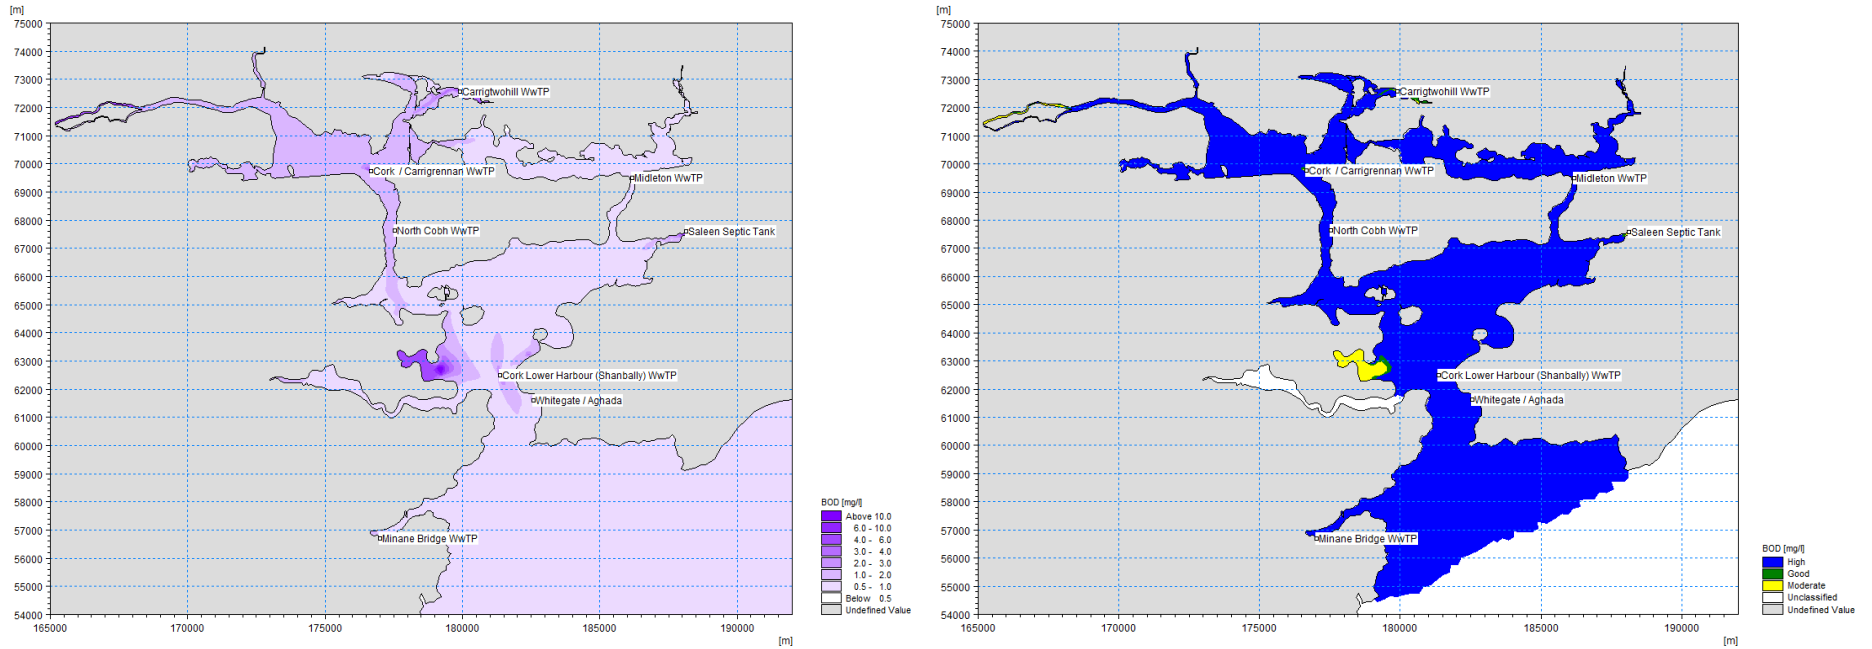 [m]
75000
74000
73000
72000
71000
70000
69000
68000
67000
66000
65000
64000
63000
62000
61000
60000
59000
58000
57000
56000
55000
54000
165000
170000
175000
180000
185000
190000
[m]
Carrigtwohill WwTP
Cork / Carrigrennan WwTP
Midleton WwTP
North Cobh WwTP
Saleen Septic Tank
Cork Lower Harbour (Shanbally) WwTP
Whitegate / Aghada
Minane Bridge WwTP
BOD [mg/l]
Above 10.0
6.0 - 10.0
4.0 - 6.0
3.0 - 4.0
2.0 - 3.0
1.0 - 2.0
0.5 - 1.0
Below 0.5
Undefined Value
[m]
75000
74000
73000
72000
71000
70000
69000
68000
67000
66000
65000
64000
63000
62000
61000
60000
59000
58000
57000
56000
55000
54000
165000
170000
175000
180000
185000
190000
[m]
Carrigtwohill WwTP
Cork / Carrigrennan WwTP
Midleton WwTP
North Cobh WwTP
Saleen Septic Tank
Cork Lower Harbour (Shanbally) WwTP
Whitegate / Aghada
Minane Bridge WwTP
BOD [mg/l]
High
Good
Moderate
Unclassified
Undefined Value